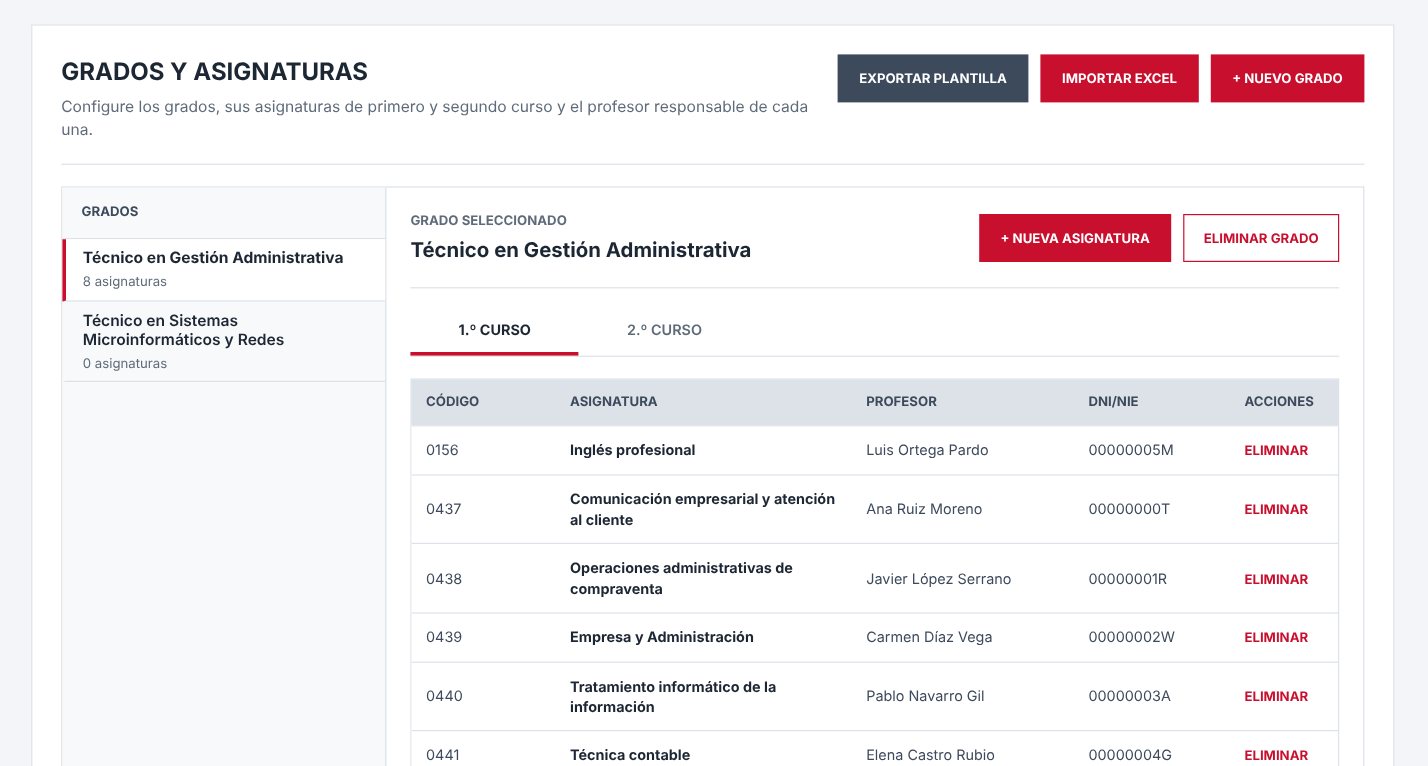 GRADOS Y ASIGNATURAS
Configure los grados, sus asignaturas de primero y segundo curso y el profesor responsable de cada
una.
EXPORTAR PLANTILLA
IMPORTAR EXCEL
+ NUEVO GRADO
GRADOS
Técnico en Gestión Administrativa
8 asignaturas
Técnico en Sistemas
Microinformáticos y Redes
0 asignaturas
GRADO SELECCIONADO
Técnico en Gestión Administrativa
+ NUEVA ASIGNATURA
ELIMINAR GRADO
1.º CURSO
2.º CURSO
CÓDIGO ASIGNATURA PROFESOR DNI/NIE ACCIONES
0156 Inglés profesional Luis Ortega Pardo 00000005M ELIMINAR
0437 Comunicación empresarial y atención
al cliente Ana Ruiz Moreno 00000000T ELIMINAR
0438 Operaciones administrativas de
compraventa Javier López Serrano 00000001R ELIMINAR
0439 Empresa y Administración Carmen Díaz Vega 00000002W ELIMINAR
0440 Tratamiento informático de la
información Pablo Navarro Gil 00000003A ELIMINAR
0441 Técnica contable Elena Castro Rubio 00000004G ELIMINAR